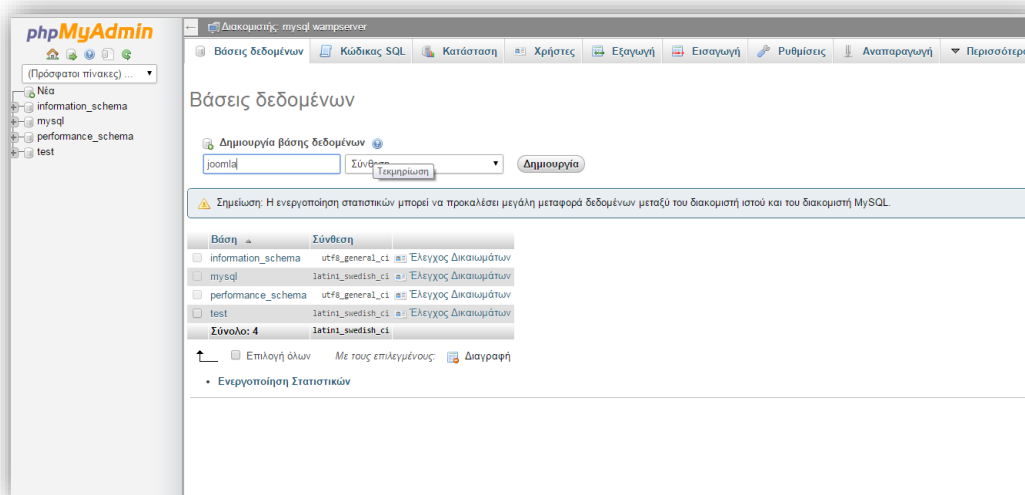 phpMyAdmin
(Πρόσφατοι πίνακες) ...
Νέα
information_schema
mysql
performance_schema
test
Διακομιστής: mysql wampserver
Βάσεις δεδομένων Κώδικας SQL Κατάσταση Χρήστες Εξαγωγή Εισαγωγή Ρυθμίσεις Αναπαραγωγή Περισσότερα
Βάσεις δεδομένων
Δημιουργία βάσης δεδομένων
joomla Σύνθεση Δημιουργία
Τεκμηρίωση
Σημείωση: Η ενεργοποίηση στατιστικών μπορεί να προκαλέσει μεγάλη μεταφορά δεδομένων μεταξύ του διακομιστή ιστού και του διακομιστή MySQL.
Βάση Σύνθεση
information_schema utf8_general_ci Έλεγχος Δικαιωμάτων
mysql latin1_swedish_ci Έλεγχος Δικαιωμάτων
performance_schema utf8_general_ci Έλεγχος Δικαιωμάτων
test latin1_swedish_ci Έλεγχος Δικαιωμάτων
Σύνολο: 4 latin1_swedish_ci
Επιλογή όλων Με τους επιλεγμένους: Διαγραφή
• Ενεργοποίηση Στατιστικών